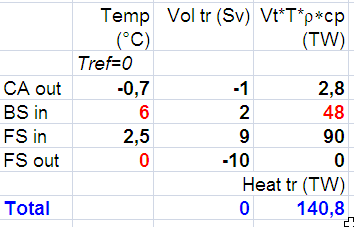 Temp Vol tr (Sv) Vt*T*ρ*cp
(°C) (TW)
Tref=0
CA out -0,7 -1 2,8
BS in 6 2 48
FS in 2,5 9 90
FS out 0 -10 0
Heat tr (TW)
Total 0 140,8